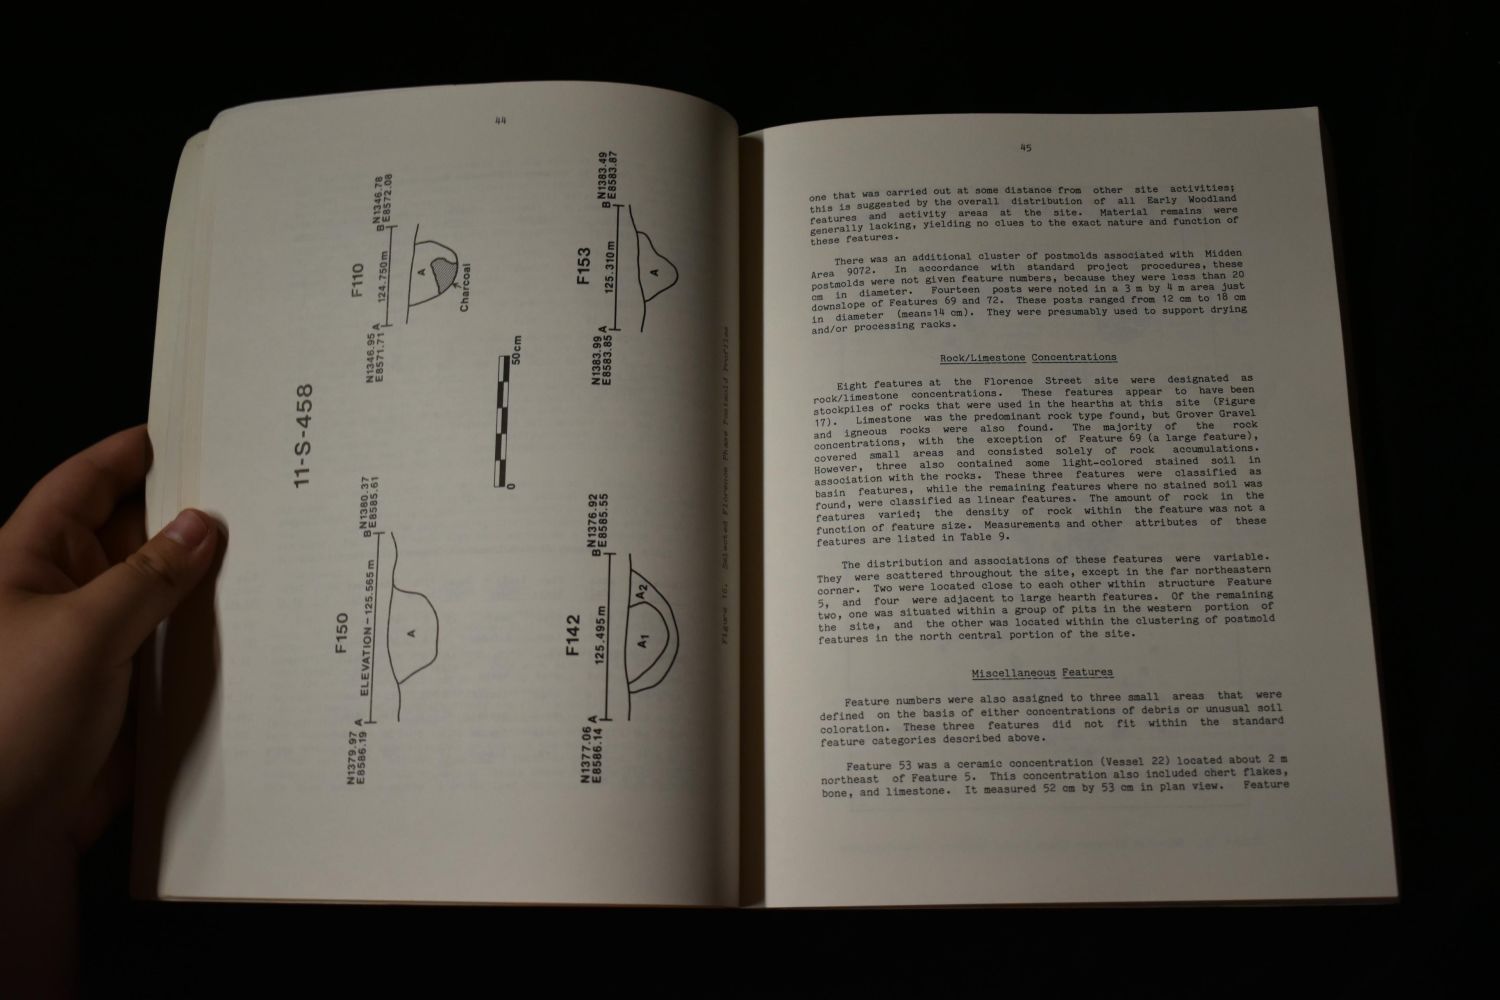 44
11-S-458
F150
ELEVATION-125.565m
N1379.97
E8586.19
A
B
N1380.37
E8585.61
A
F110
124.750m
N1346.95
E8571.71
A
B
N1346.78
E8572.08
A
Charcoal
0
50cm
F142
125.495m
N1377.06
E8586.14
A
B
N1376.92
E8585.55
A1
A2
F153
125.310m
N1383.99
E8583.85
A
B
N1383.49
E8583.87
A
Figure 16. Selected Florence Phase Postmold Profiles
45
one that was carried out at some distance from other site activities;
this is suggested by the overall distribution of all Early Woodland
features and activity areas at the site. Material remains were
generally lacking, yielding no clues to the exact nature and function of
these features.
There was an additional cluster of postmolds associated with Midden
Area 9072. In accordance with standard project procedures, these
postmolds were not given feature numbers, because they were less than 20
cm in diameter. Fourteen posts were noted in a 3 m by 4 m area just
downslope of Features 69 and 72. These posts ranged from 12 cm to 18 cm
in diameter (mean=14 cm). They were presumably used to support drying
and/or processing racks.
Rock/Limestone Concentrations
Eight features at the Florence Street site were designated as
rock/limestone concentrations. These features appear to have been
stockpiles of rocks that were used in the hearths at this site (Figure
17). Limestone was the predominant rock type found, but Grover Gravel
and igneous rocks were also found. The majority of the rock
concentrations, with the exception of Feature 69 (a large feature),
covered small areas and consisted solely of rock accumulations.
However, three also contained some light-colored stained soil in
association with the rocks. These three features were classified as
basin features, while the remaining features where no stained soil was
found, were classified as linear features. The amount of rock in the
features varied; the density of rock within the feature was not a
function of feature size. Measurements and other attributes of these
features are listed in Table 9.
The distribution and associations of these features were variable.
They were scattered throughout the site, except in the far northeastern
corner. Two were located close to each other within structure Feature
5, and four were adjacent to large hearth features. Of the remaining
two, one was situated within a group of pits in the western portion of
the site, and the other was located within the clustering of postmold
features in the north central portion of the site.
Miscellaneous Features
Feature numbers were also assigned to three small areas that were
defined on the basis of either concentrations of debris or unusual soil
coloration. These three features did not fit within the standard
feature categories described above.
Feature 53 was a ceramic concentration (Vessel 22) located about 2 m
northeast of Feature 5. This concentration also included chert flakes,
bone, and limestone. It measured 52 cm by 53 cm in plan view. Feature